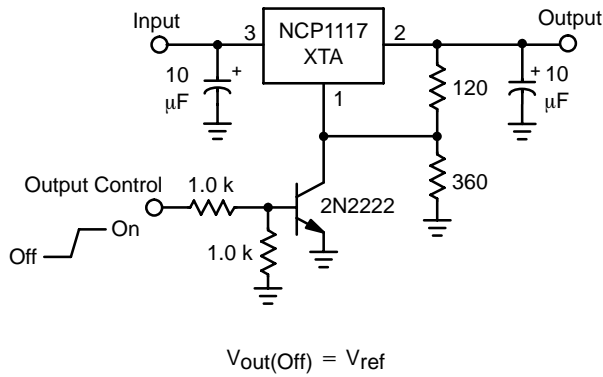 Input
3
NCP1117
XTA
2
Output
10
μF
+
1
120
+
10
μF
360
Output Control
1.0 k
2N2222
On
Off
1.0 k
Vout(Off) = Vref